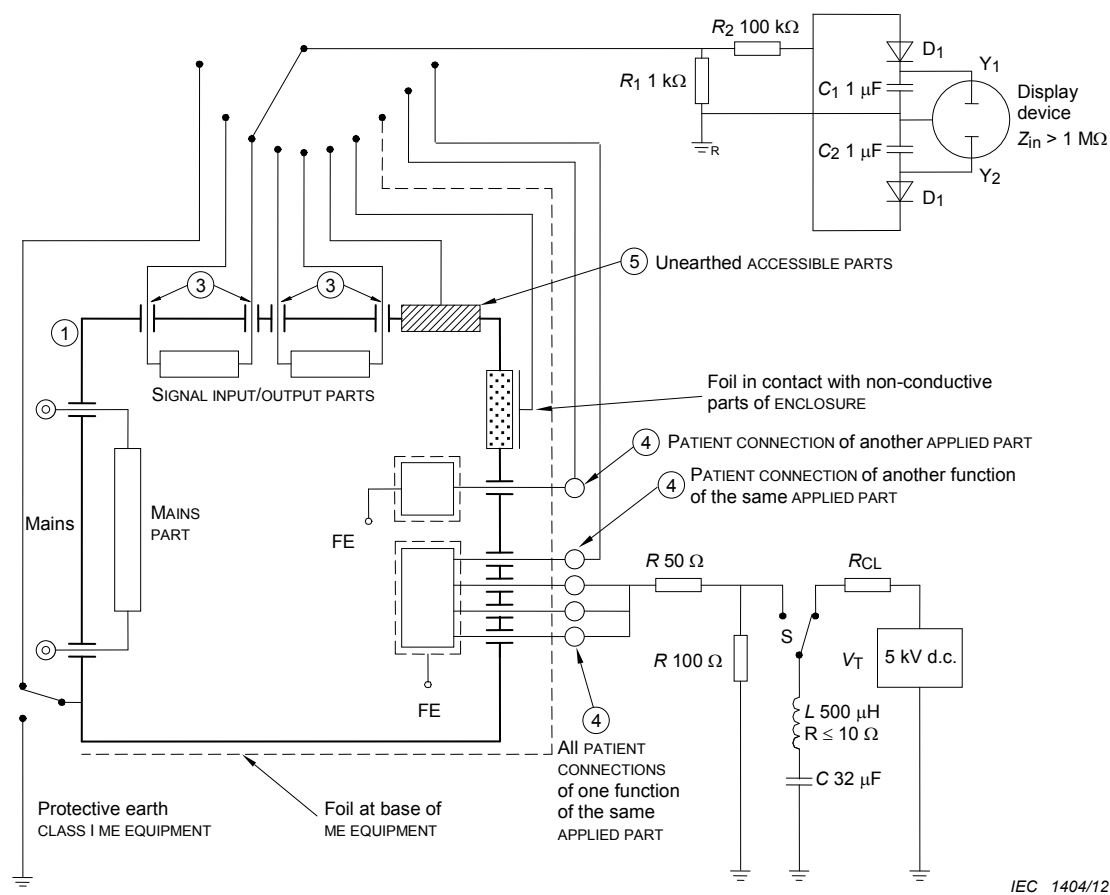 R2 100 kΩ
D1
Y1
R1 1 kΩ
C1 1 μF
Display
device
Zin > 1 MΩ
R
C2 1 μF
Y2
D1
5 Unearthed ACCESSIBLE PARTS
3
3
1
SIGNAL INPUT/OUTPUT PARTS
Foil in contact with non-conductive
parts of ENCLOSURE
4 PATIENT CONNECTION of another APPLIED PART
4 PATIENT CONNECTION of another function
of the same APPLIED PART
Mains
MAINS
PART
FE
R 50 Ω
RCL
S
R 100 Ω
VT
5 kV d.c.
FE
4
L 500 μH
R ≤ 10 Ω
C 32 μF
All PATIENT
CONNECTIONS
of one function
of the same
APPLIED PART
Protective earth
CLASS I ME EQUIPMENT
Foil at base of
ME EQUIPMENT
IEC 1404/12